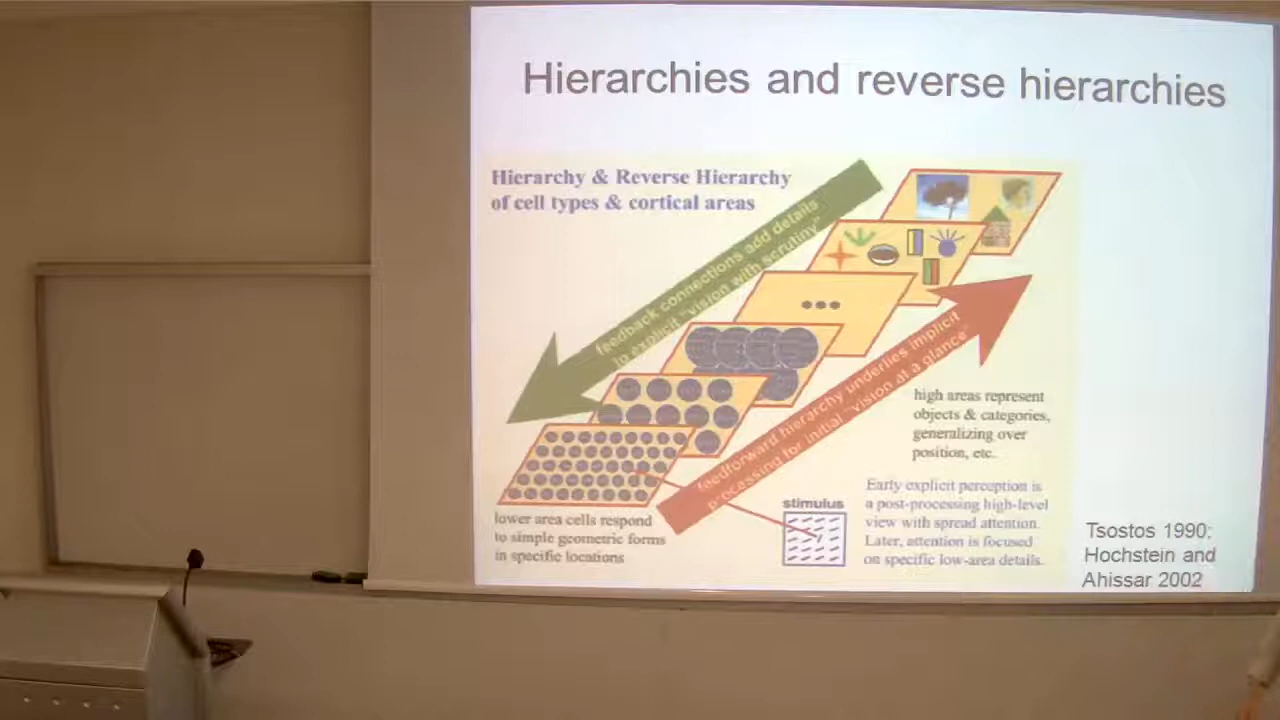 Hierarchies and reverse hierarchies
Hierarchy & Reverse Hierarchy
of cell types & cortical areas
feedback connections add details
to explicit "vision with scrutiny"
feedforward hierarchy underlies implicit
processing for initial "vision at a glance"
high areas represent
objects & categories,
generalizing over
position, etc.
stimulus
lower area cells respond
to simple geometric forms
in specific locations
Early explicit perception is
a post-processing high-level
view with spread attention.
Later, attention is focused
on specific low-area details.
Tsostos 1990;
Hochstein and
Ahissar 2002